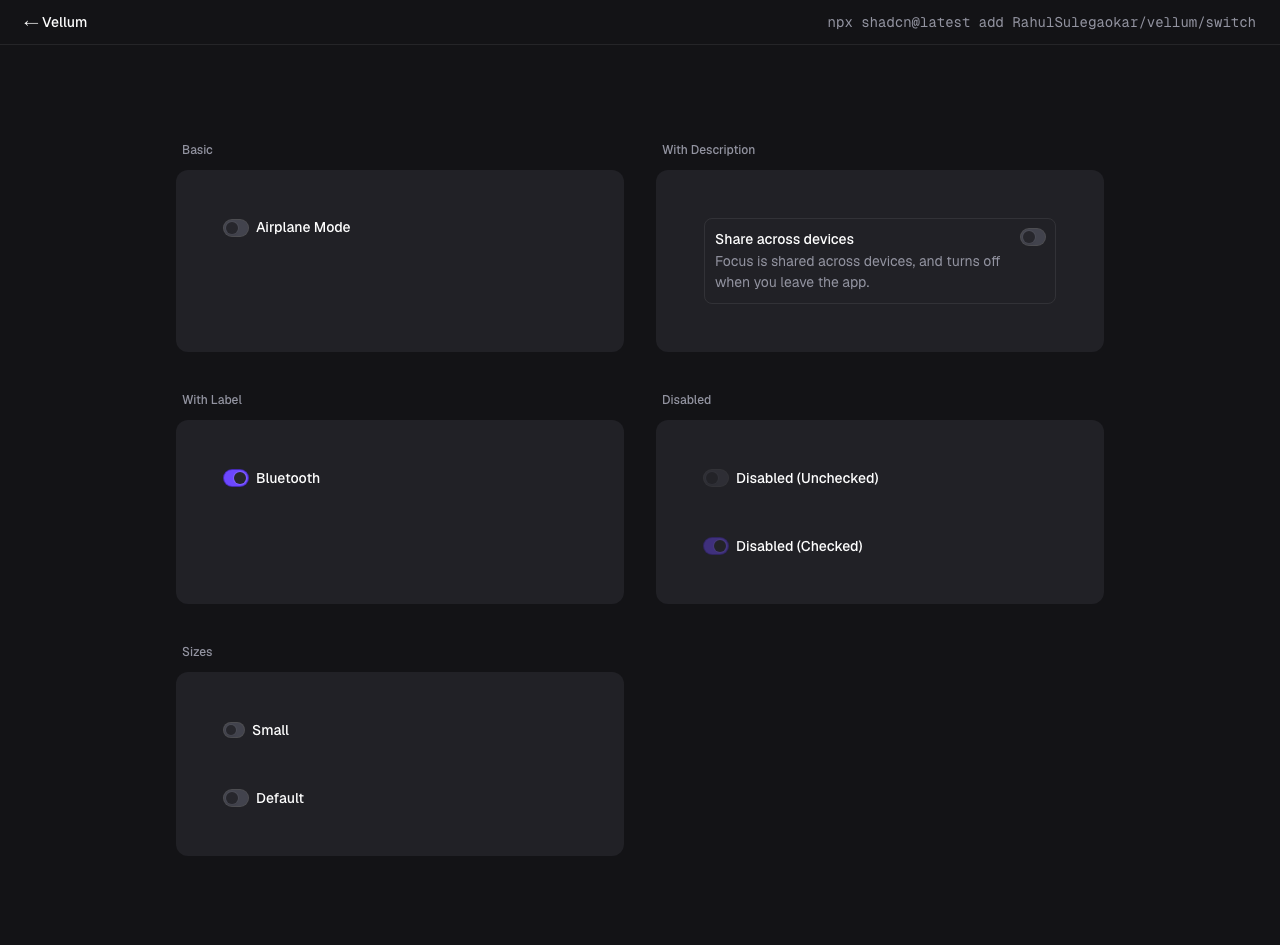 ← Vellum
npx shadcn@latest add RahulSulegaokar/vellum/switch
Basic
Airplane Mode
With Description
Share across devices
Focus is shared across devices, and turns off
when you leave the app.
With Label
Bluetooth
Disabled
Disabled (Unchecked)
Disabled (Checked)
Sizes
Small
Default